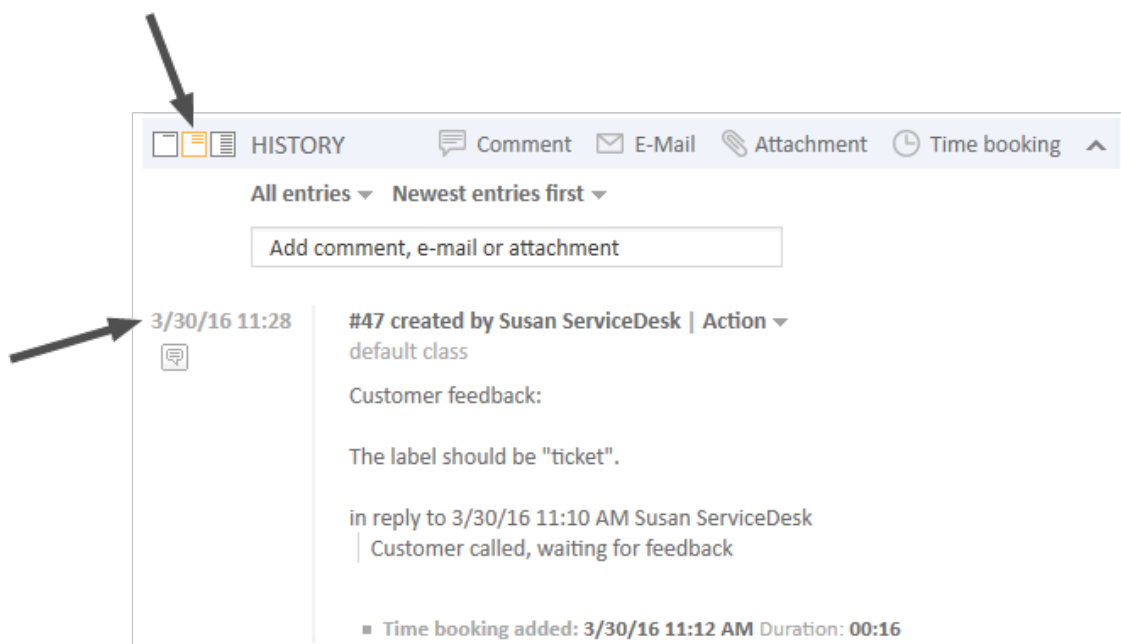 HISTORY Comment E-Mail Attachment Time booking
All entries Newest entries first
Add comment, e-mail or attachment
3/30/16 11:28 #47 created by Susan ServiceDesk | Action
default class
Customer feedback:
The label should be "ticket".
in reply to 3/30/16 11:10 AM Susan ServiceDesk
Customer called, waiting for feedback
Time booking added: 3/30/16 11:12 AM Duration: 00:16